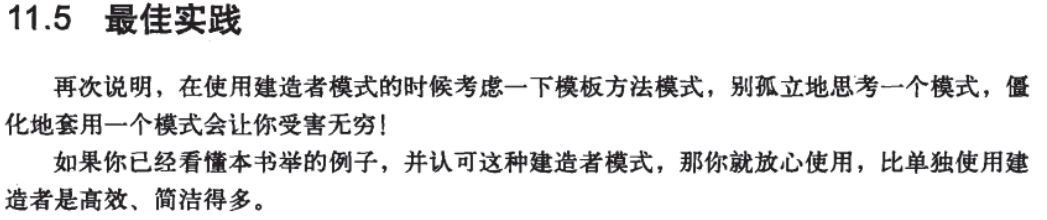 11.5 最佳实践
再次说明，在使用建造者模式的时候考虑一下模板方法模式，别孤立地思考一个模式，僵
化地套用一个模式会让你受害无穷！
如果你已经看懂本书举的例子，并认可这种建造者模式，那你就放心使用，比单独使用建
造者是高效、简洁得多。